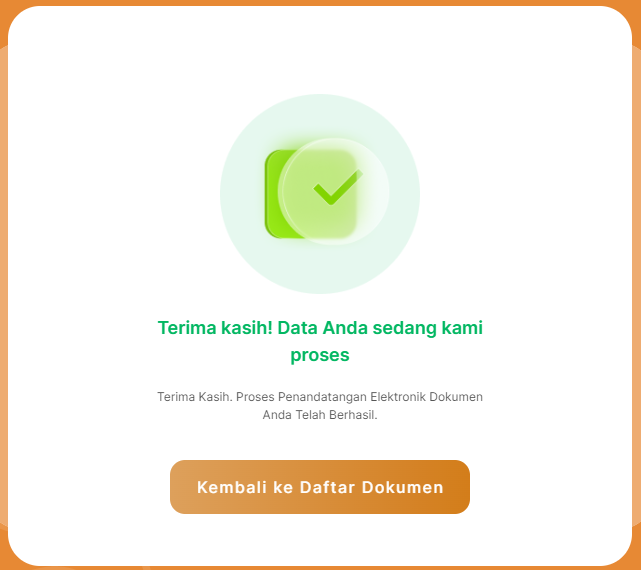 Terima kasih! Data Anda sedang kami
proses
Terima Kasih. Proses Penandatangan Elektronik Dokumen
Anda Telah Berhasil.
Kembali ke Daftar Dokumen